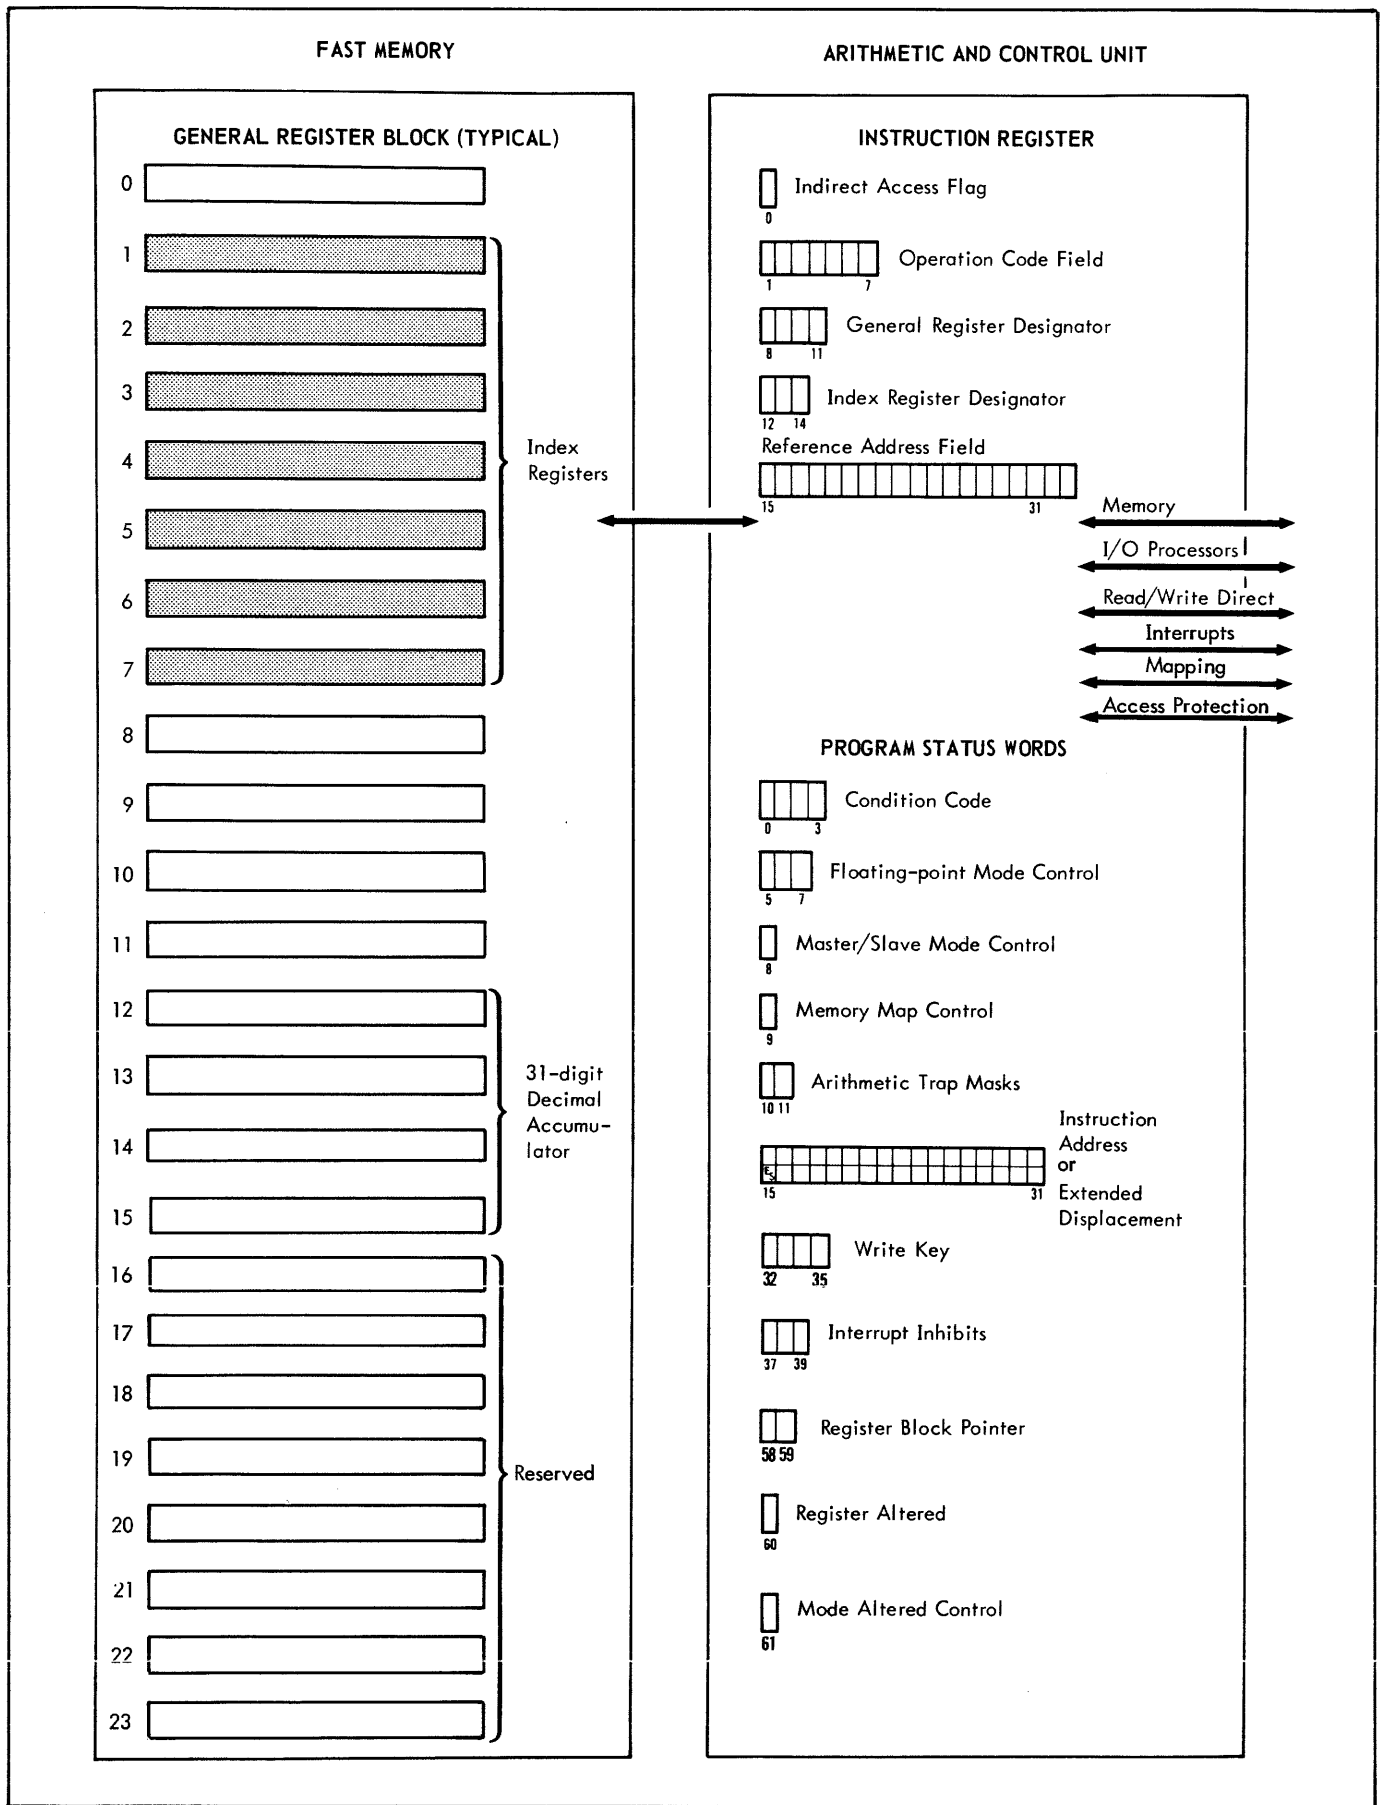 FAST MEMORY
GENERAL REGISTER BLOCK (TYPICAL)
0
1
2
3
4
5
6
7
Index
Registers
8
9
10
11
12
13
14
15
31-digit
Decimal
Accumu-
lator
16
17
18
19
20
21
22
23
Reserved
ARITHMETIC AND CONTROL UNIT
INSTRUCTION REGISTER
Indirect Access Flag
0
Operation Code Field
1 7
General Register Designator
8 11
Index Register Designator
12 14
Reference Address Field
15 31
Memory
I/O Processors
Read/Write Direct
Interrupts
Mapping
Access Protection
PROGRAM STATUS WORDS
Condition Code
0 3
Floating-point Mode Control
5 7
Master/Slave Mode Control
8
Memory Map Control
9
Arithmetic Trap Masks
10 11
Instruction
Address
or
Extended
Displacement
ES
15 31
Write Key
32 35
Interrupt Inhibits
37 39
Register Block Pointer
58 59
Register Altered
60
Mode Altered Control
61